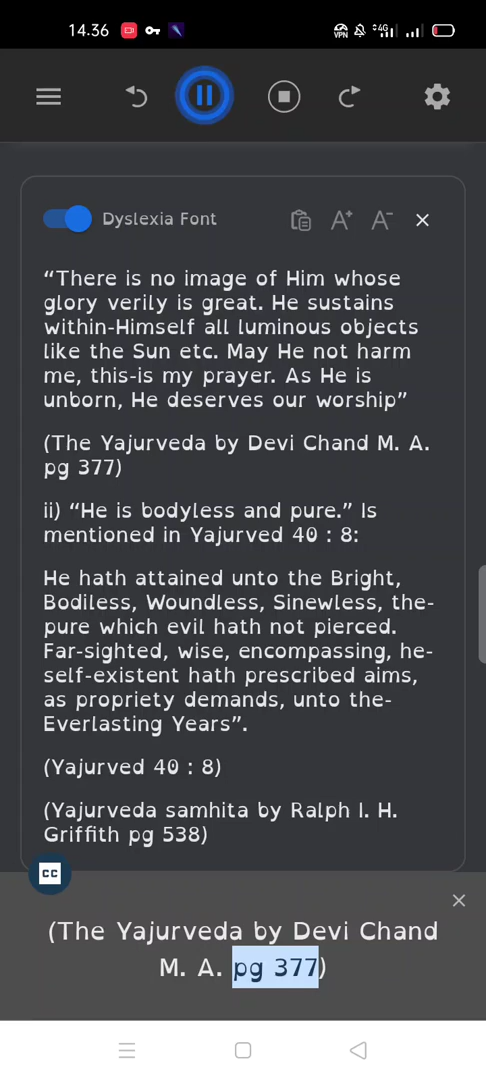 14.36
VPN
4G
Dyslexia Font
A+
A-
“There is no image of Him whose
glory verily is great. He sustains
within-Himself all luminous objects
like the Sun etc. May He not harm
me, this-is my prayer. As He is
unborn, He deserves our worship”
(The Yajurveda by Devi Chand M. A.
pg 377)
ii) “He is bodyless and pure.” Is
mentioned in Yajurved 40 : 8:
He hath attained unto the Bright,
Bodiless, Woundless, Sinewless, the-
pure which evil hath not pierced.
Far-sighted, wise, encompassing, he-
self-existent hath prescribed aims,
as propriety demands, unto the-
Everlasting Years”.
(Yajurved 40 : 8)
(Yajurveda samhita by Ralph I. H.
Griffith pg 538)
CC
(The Yajurveda by Devi Chand
M. A. pg 377)